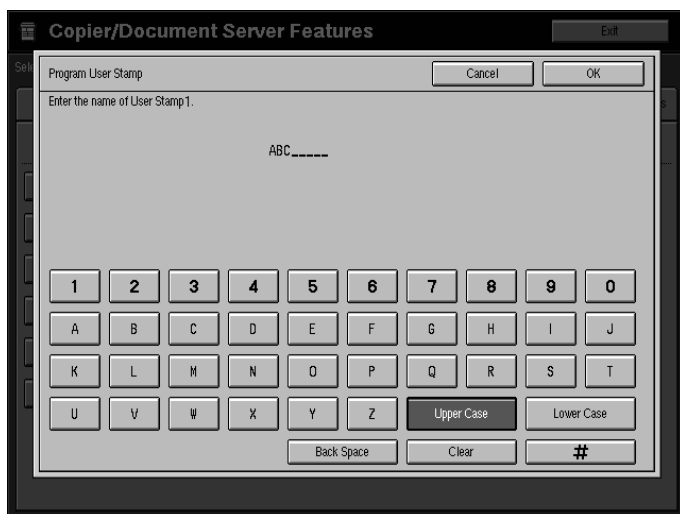 Copier/Document Server Features
Exit
Sele
Program User Stamp
Cancel
OK
Enter the name of User Stamp1.
s
ABC_____
1 2 3 4 5 6 7 8 9 0
A B C D E F G H I J
K L M N O P Q R S T
U V W X Y Z Upper Case Lower Case
Back Space Clear #